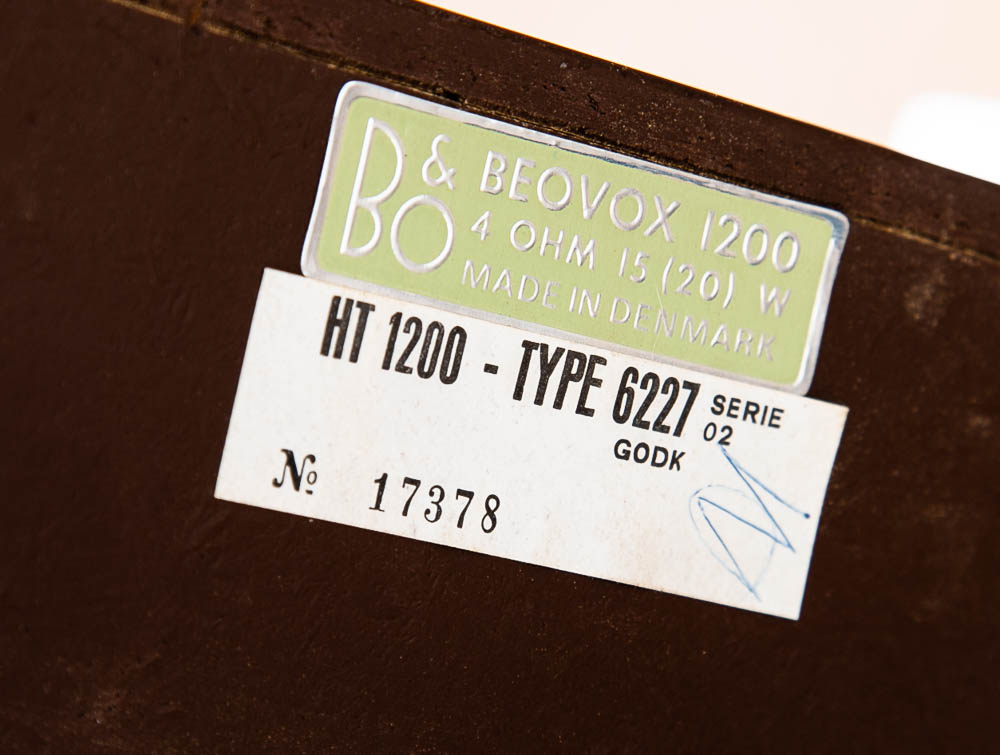 B&O BEOVOX 1200
4 OHM 15 (20) W
MADE IN DENMARK
HT 1200 - TYPE 6227 SERIE 02
GODK
No 17378